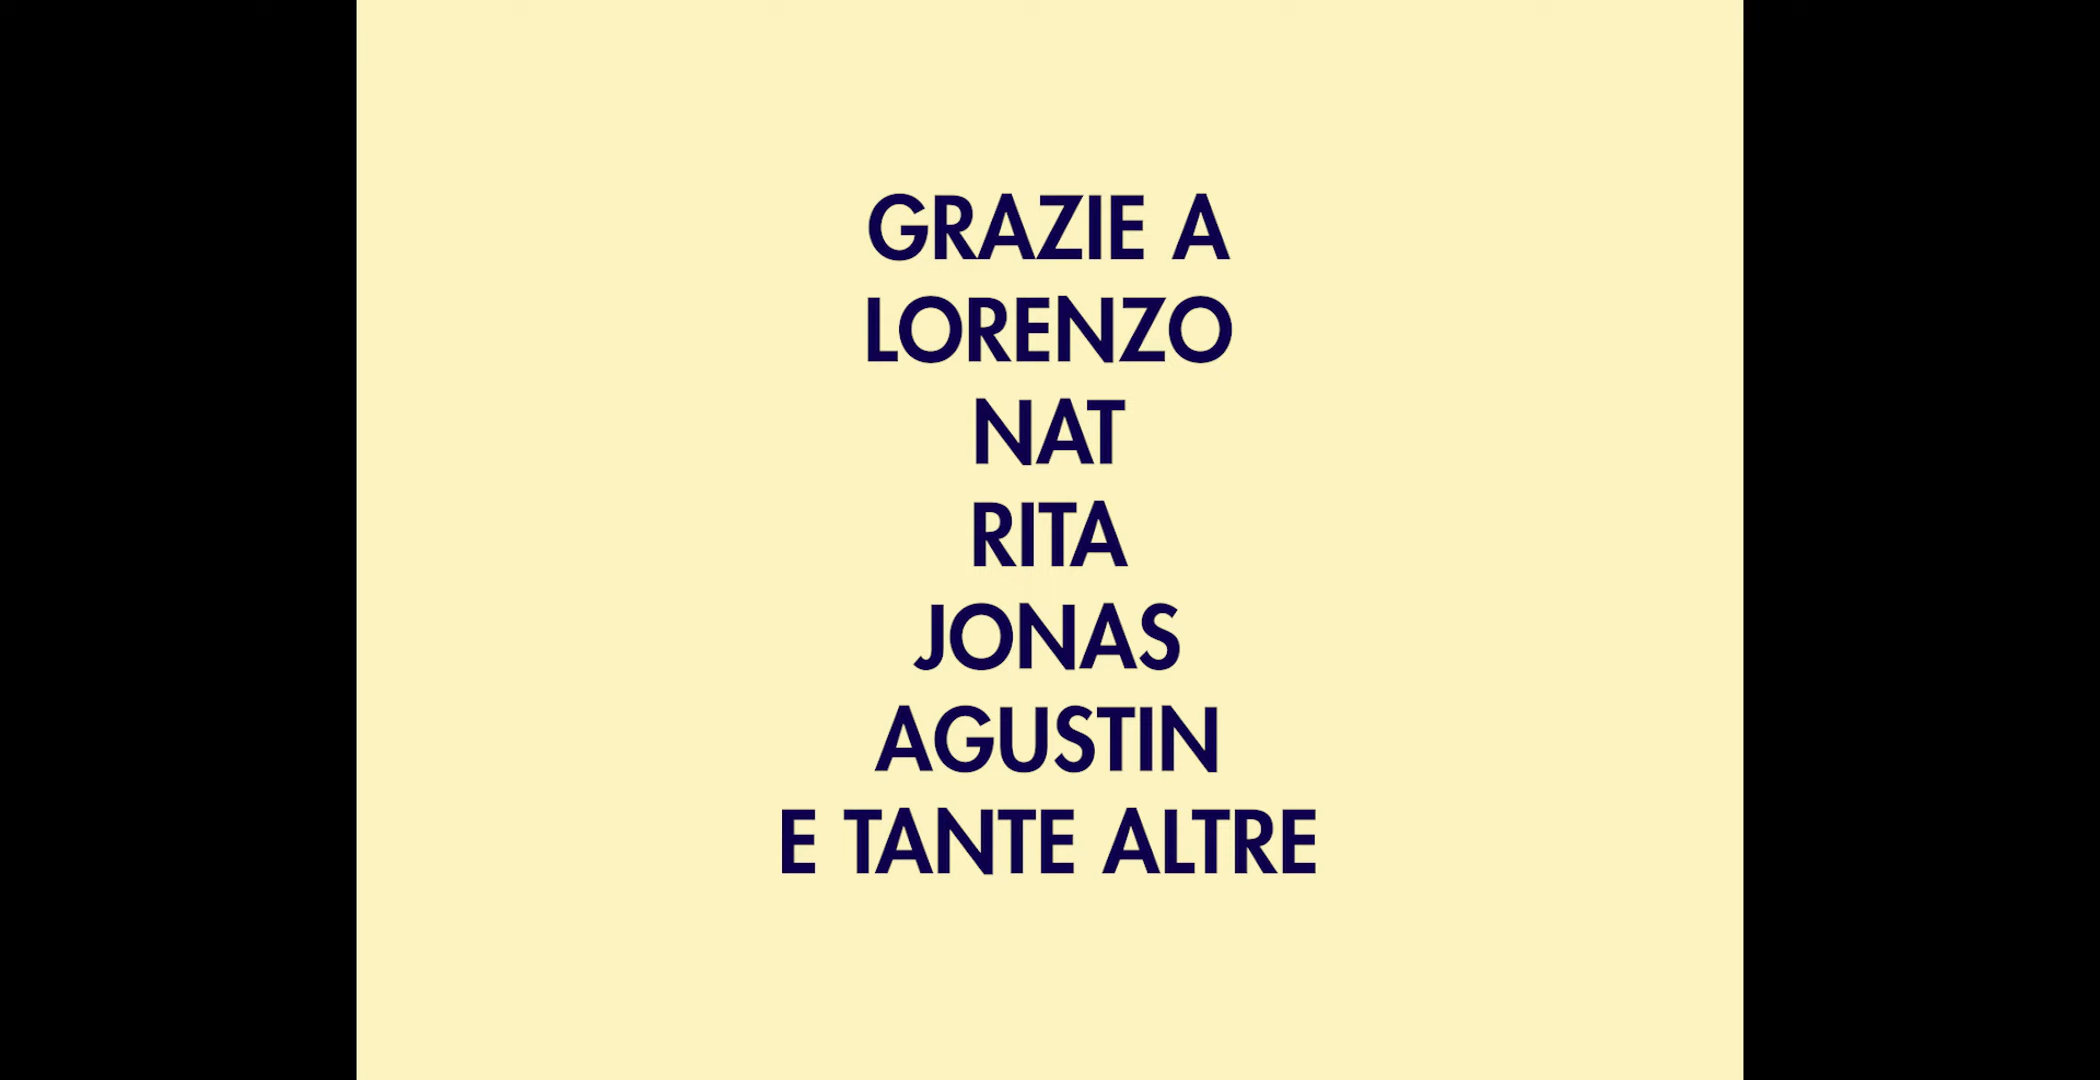 GRAZIE A
LORENZO
NAT
RITA
JONAS
AGUSTIN
E TANTE ALTRE